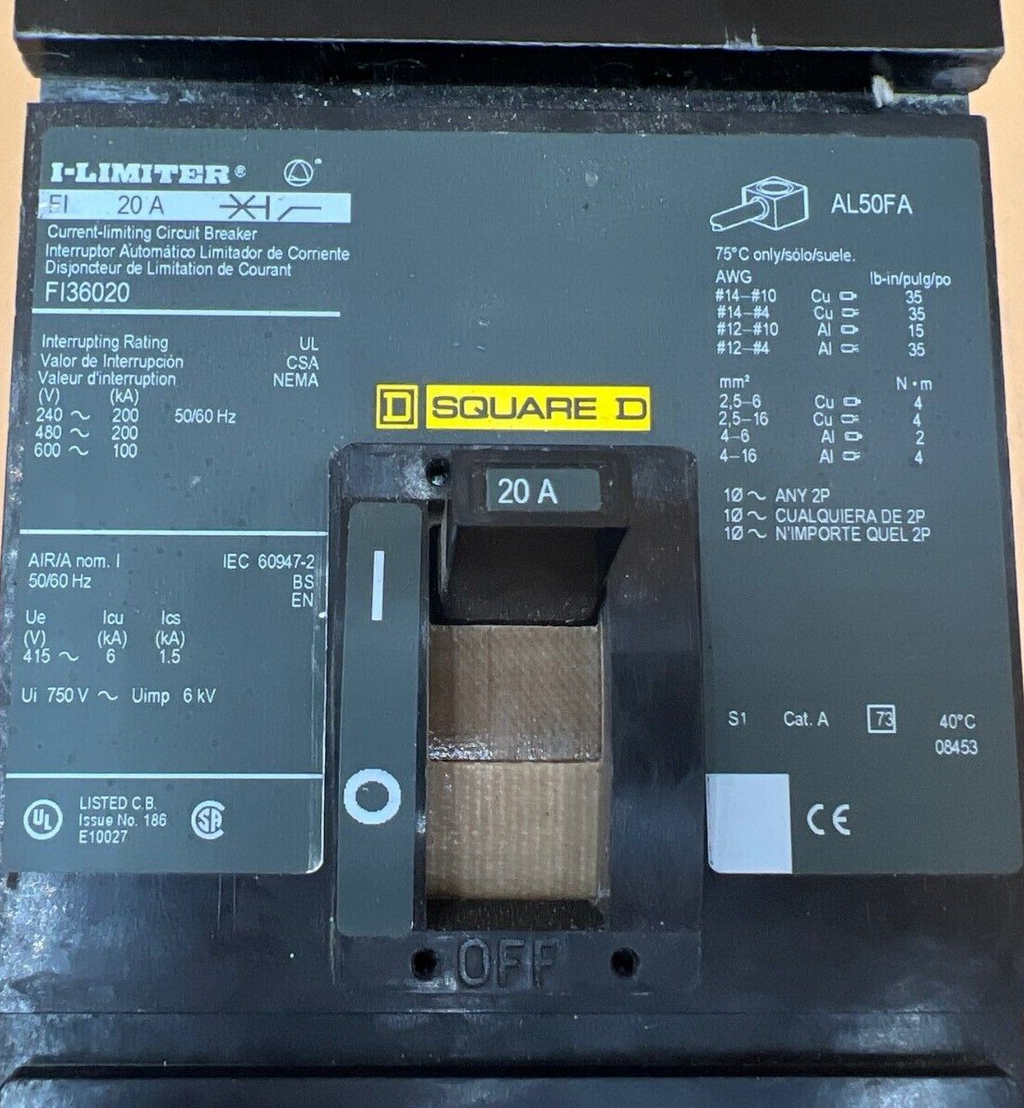 I-LIMITER®
FI 20 A
Current-limiting Circuit Breaker
Interruptor Automático Limitador de Corriente
Disjoncteur de Limitation de Courant
FI36020
Interrupting Rating UL
Valor de Interrupción CSA
Valeur d'interruption NEMA
(V) (kA)
240 ~ 200 50/60 Hz
480 ~ 200
600 ~ 100
AIR/A nom. I IEC 60947-2
50/60 Hz BS
EN
Ue Icu Ics
(V) (kA) (kA)
415 ~ 6 1.5
Ui 750 V ~ Uimp 6 kV
UL LISTED C.B.
Issue No. 186
E10027
SA
D SQUARE D
20 A
I
O
OFF
AL50FA
75°C only/sólo/suele.
AWG lb-in/pulg/po
#14–#10 Cu 35
#14–#4 Cu 35
#12–#10 Al 15
#12–#4 Al 35
mm² N•m
2,5–6 Cu 4
2,5–16 Cu 4
4–6 Al 2
4–16 Al 4
1Ø ~ ANY 2P
1Ø ~ CUALQUIERA DE 2P
1Ø ~ N'IMPORTE QUEL 2P
S1 Cat. A 73 40°C
08453
CE